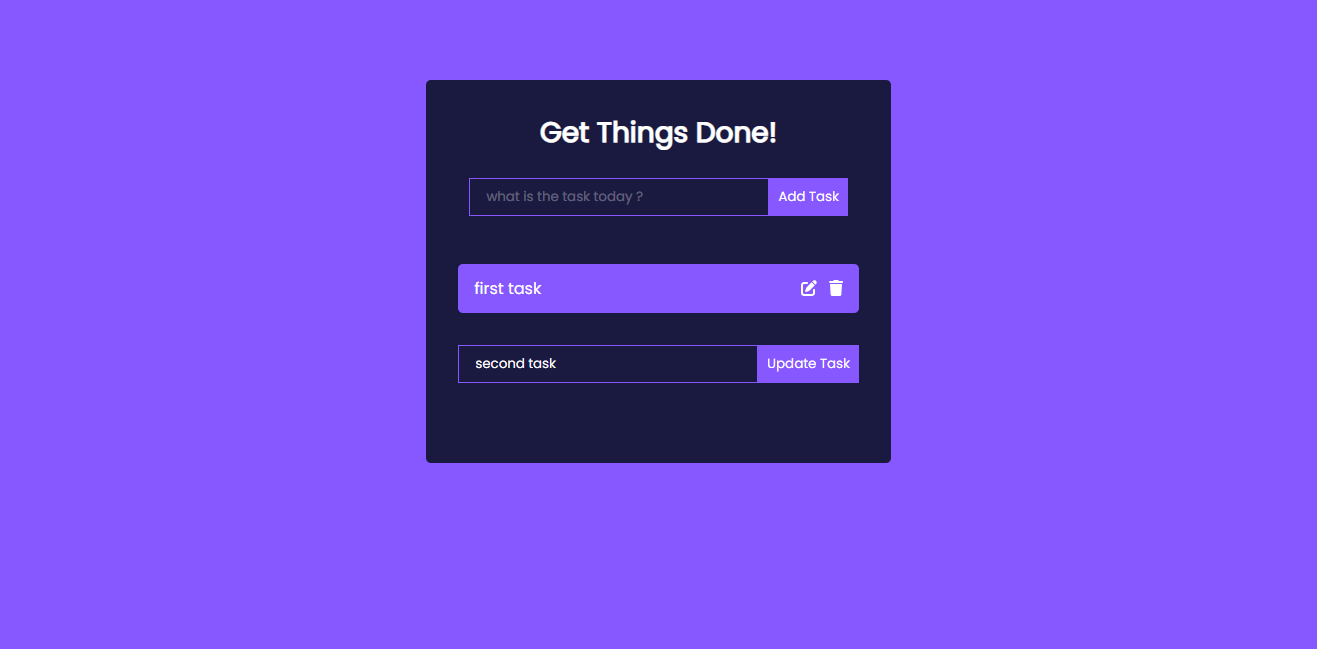 Get Things Done!
what is the task today ?
Add Task
first task
second task
Update Task